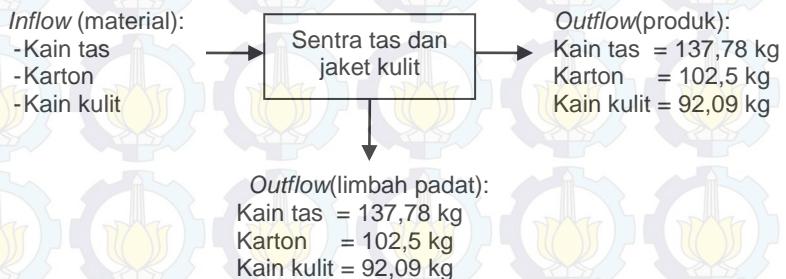 Inflow (material):
-Kain tas
-Karton
-Kain kulit
Sentra tas dan
jaket kulit
Outflow(produk):
Kain tas = 137,78 kg
Karton = 102,5 kg
Kain kulit = 92,09 kg
Outflow(limbah padat):
Kain tas = 137,78 kg
Karton = 102,5 kg
Kain kulit = 92,09 kg